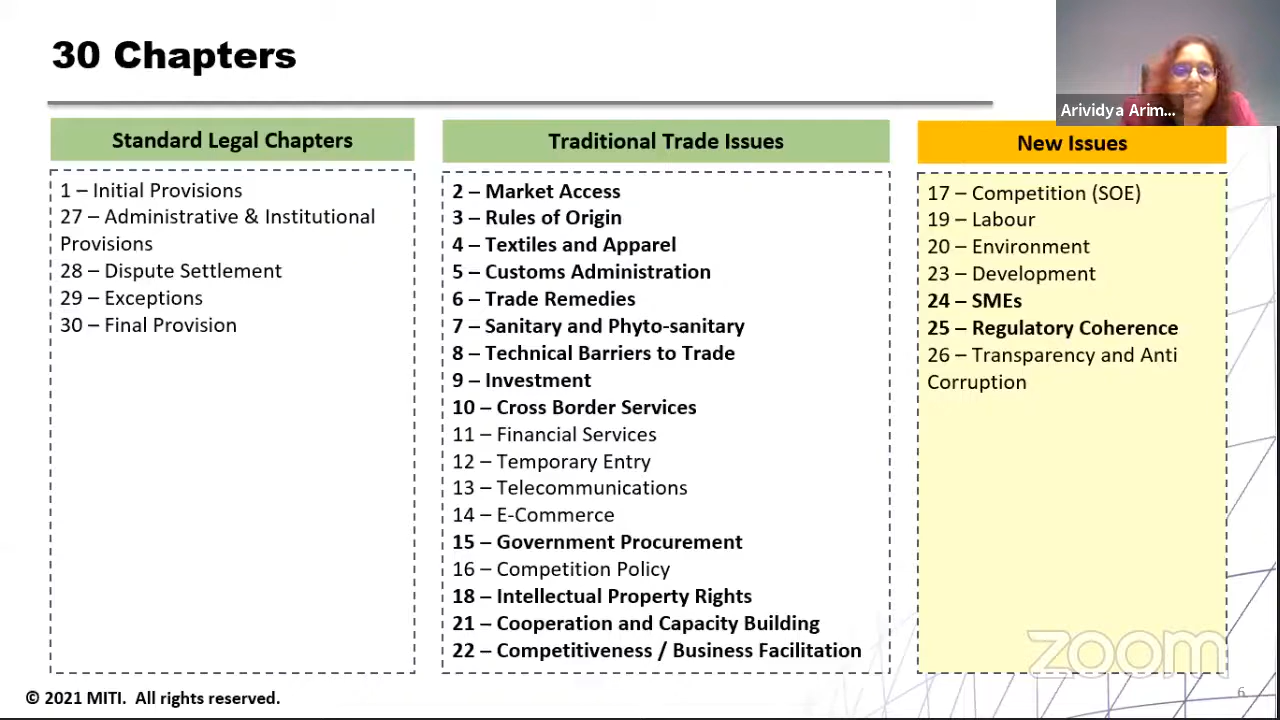 30 Chapters
Arividya Arim...
Standard Legal Chapters
1 – Initial Provisions
27 – Administrative & Institutional
Provisions
28 – Dispute Settlement
29 – Exceptions
30 – Final Provision
Traditional Trade Issues
2 – Market Access
3 – Rules of Origin
4 – Textiles and Apparel
5 – Customs Administration
6 – Trade Remedies
7 – Sanitary and Phyto-sanitary
8 – Technical Barriers to Trade
9 – Investment
10 – Cross Border Services
11 – Financial Services
12 – Temporary Entry
13 – Telecommunications
14 – E-Commerce
15 – Government Procurement
16 – Competition Policy
18 – Intellectual Property Rights
21 – Cooperation and Capacity Building
22 – Competitiveness / Business Facilitation
New Issues
17 – Competition (SOE)
19 – Labour
20 – Environment
23 – Development
24 – SMEs
25 – Regulatory Coherence
26 – Transparency and Anti
Corruption
zoom
© 2021 MITI. All rights reserved.
6